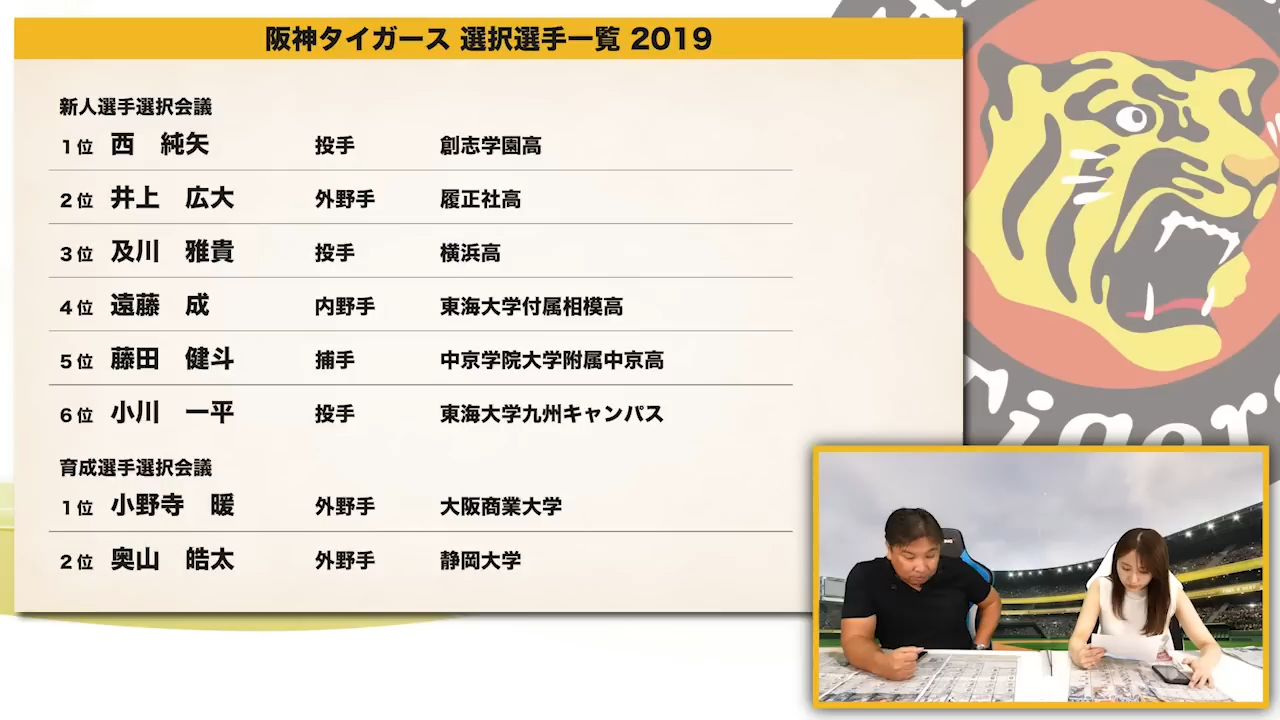 阪神タイガース 選択選手一覧 2019
新人選手選択会議
1位 西 純矢 投手 創志学園高
2位 井上 広大 外野手 履正社高
3位 及川 雅貴 投手 横浜高
4位 遠藤 成 内野手 東海大学付属相模高
5位 藤田 健斗 捕手 中京学院大学附属中京高
6位 小川 一平 投手 東海大学九州キャンパス
育成選手選択会議
1位 小野寺 暖 外野手 大阪商業大学
2位 奥山 皓太 外野手 静岡大学
Tigers